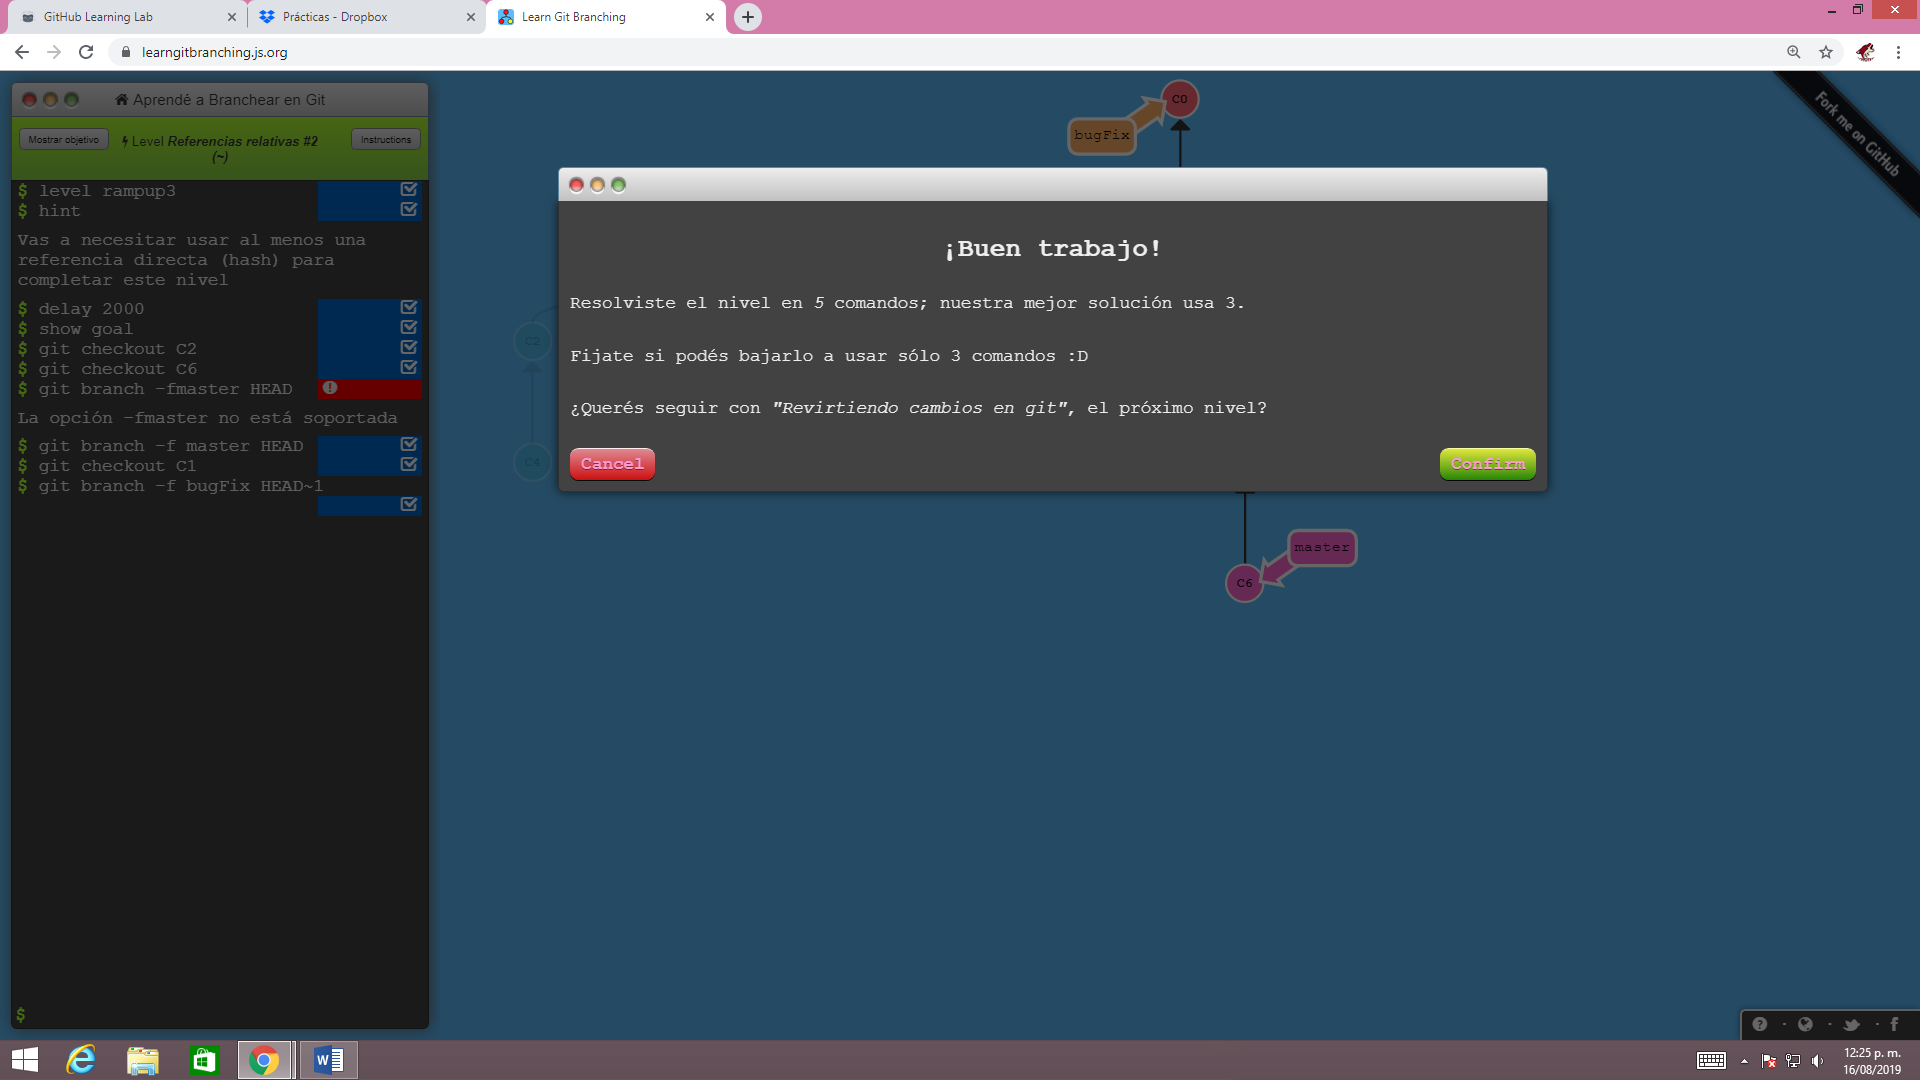 GitHub Learning Lab
Prácticas - Dropbox
Learn Git Branching
learngitbranching.js.org
Aprendé a Branchear en Git
Mostrar objetivo
Level Referencias relativas #2
(~)
Instructions
$ level rampup3
$ hint
Vas a necesitar usar al menos una
referencia directa (hash) para
completar este nivel
$ delay 2000
$ show goal
$ git checkout C2
$ git checkout C6
$ git branch -fmaster HEAD
La opción -fmaster no está soportada
$ git branch -f master HEAD
$ git checkout C1
$ git branch -f bugFix HEAD~1
$
C0
bugFix
Fork me on GitHub
¡Buen trabajo!
Resolviste el nivel en 5 comandos; nuestra mejor solución usa 3.
Fijate si podés bajarlo a usar sólo 3 comandos :D
¿Querés seguir con "Revirtiendo cambios en git", el próximo nivel?
Cancel
Confirm
C2
C4
master
C6
12:25 p. m.
16/08/2019